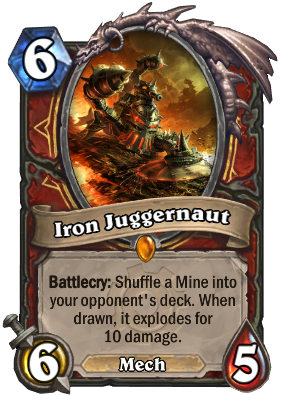 6
Iron Juggernaut
Battlecry: Shuffle a Mine into
your opponent's deck. When
drawn, it explodes for
10 damage.
6
Mech
5